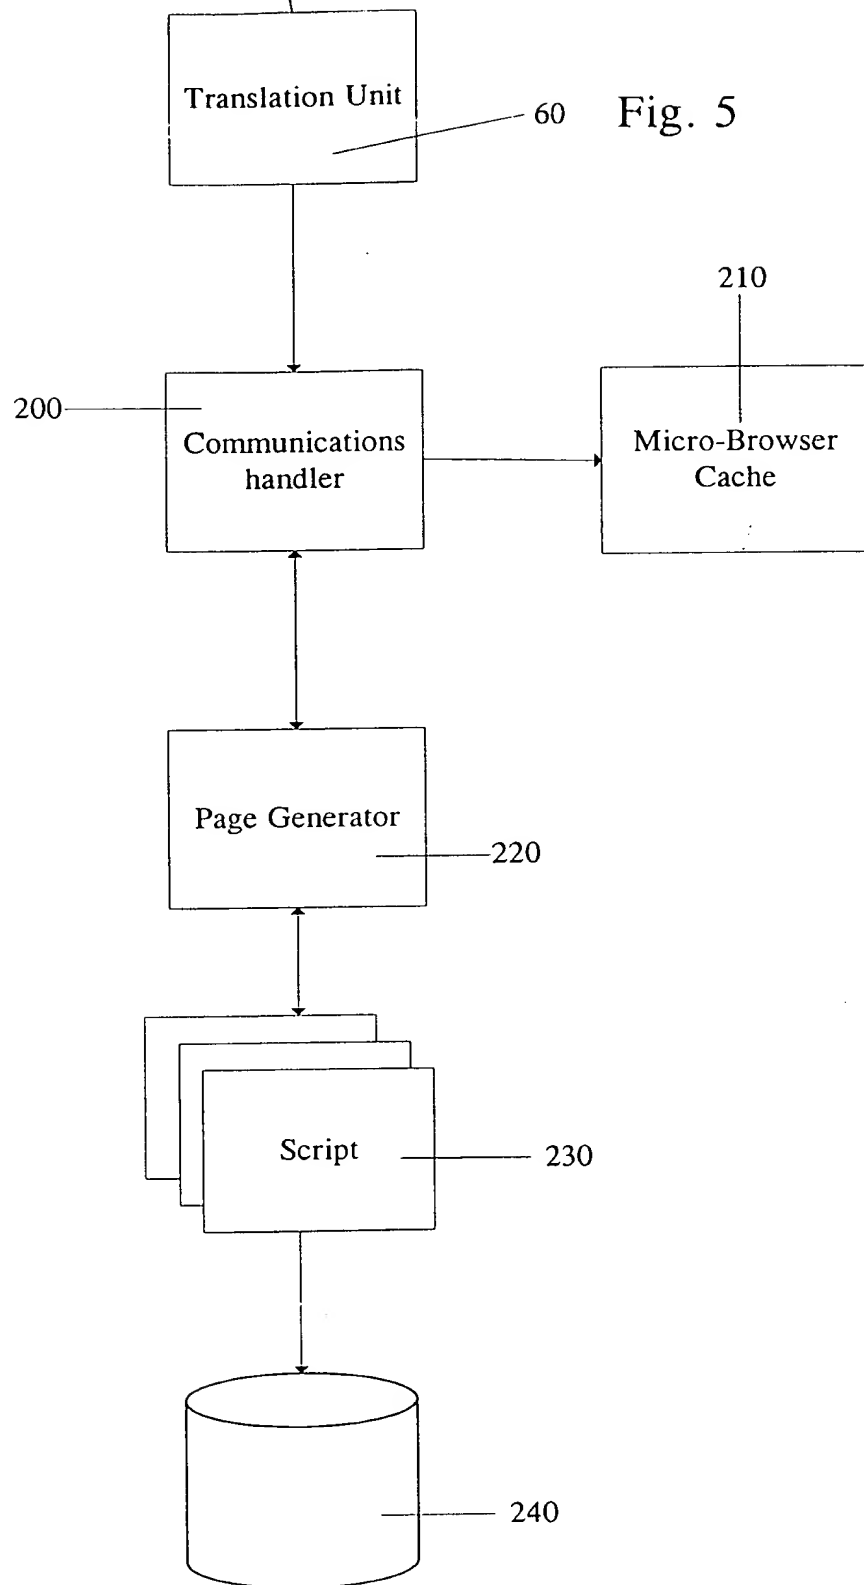 Translation Unit
60
Fig. 5
210
200
Communications
handler
Micro-Browser
Cache
Page Generator
220
Script
230
240